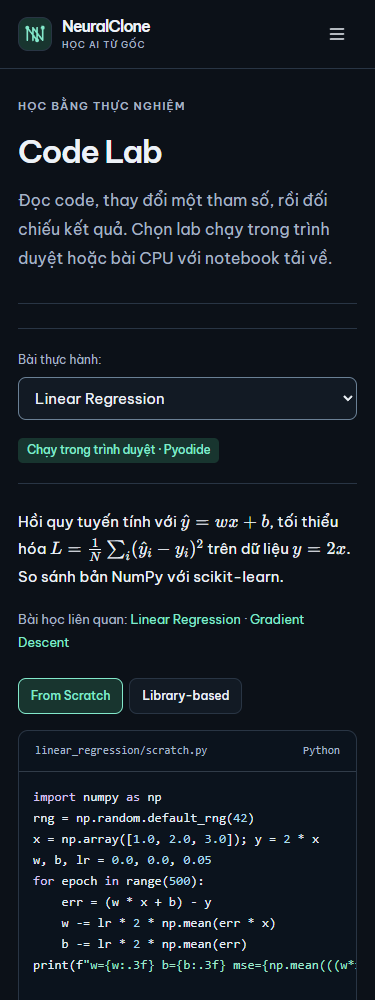 NeuralClone
HỌC AI TỪ GỐC
HỌC BẰNG THỰC NGHIỆM
Code Lab
Đọc code, thay đổi một tham số, rồi đối
chiếu kết quả. Chọn lab chạy trong trình
duyệt hoặc bài CPU với notebook tải về.
Bài thực hành:
Linear Regression
Chạy trong trình duyệt · Pyodide
Hồi quy tuyến tính với ŷ = wx + b, tối thiểu
hóa L = 1/N ∑ᵢ(ŷᵢ − yᵢ)² trên dữ liệu y = 2x.
So sánh bản NumPy với scikit-learn.
Bài học liên quan: Linear Regression · Gradient
Descent
From Scratch Library-based
linear_regression/scratch.py Python
import numpy as np
rng = np.random.default_rng(42)
x = np.array([1.0, 2.0, 3.0]); y = 2 * x
w, b, lr = 0.0, 0.0, 0.05
for epoch in range(500):
    err = (w * x + b) - y
    w -= lr * 2 * np.mean(err * x)
    b -= lr * 2 * np.mean(err)
print(f"w={w:.3f} b={b:.3f} mse={np.mean(((w*